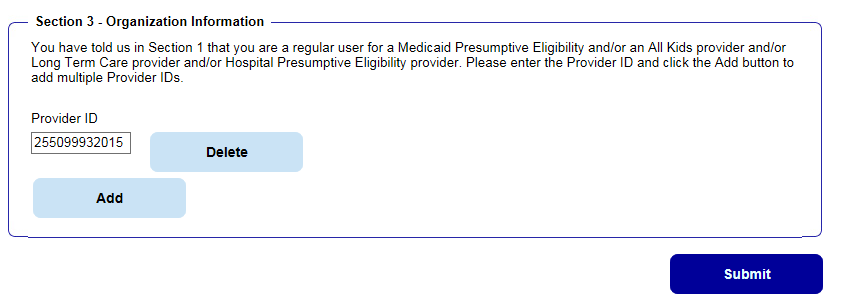 Section 3 - Organization Information
You have told us in Section 1 that you are a regular user for a Medicaid Presumptive Eligibility and/or an All Kids provider and/or
Long Term Care provider and/or Hospital Presumptive Eligibility provider. Please enter the Provider ID and click the Add button to
add multiple Provider IDs.
Provider ID
255099932015
Delete
Add
Submit